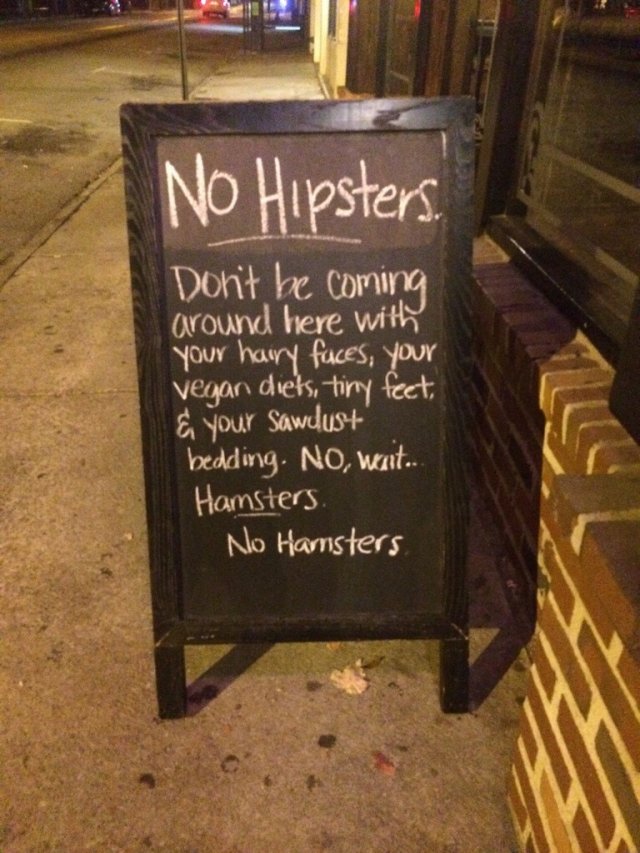 No Hipsters.
Don't be coming
around here with
your hairy faces, your
vegan diets, tiny feet,
& your sawdust
bedding. NO, wait...
Hamsters.
No Hamsters.